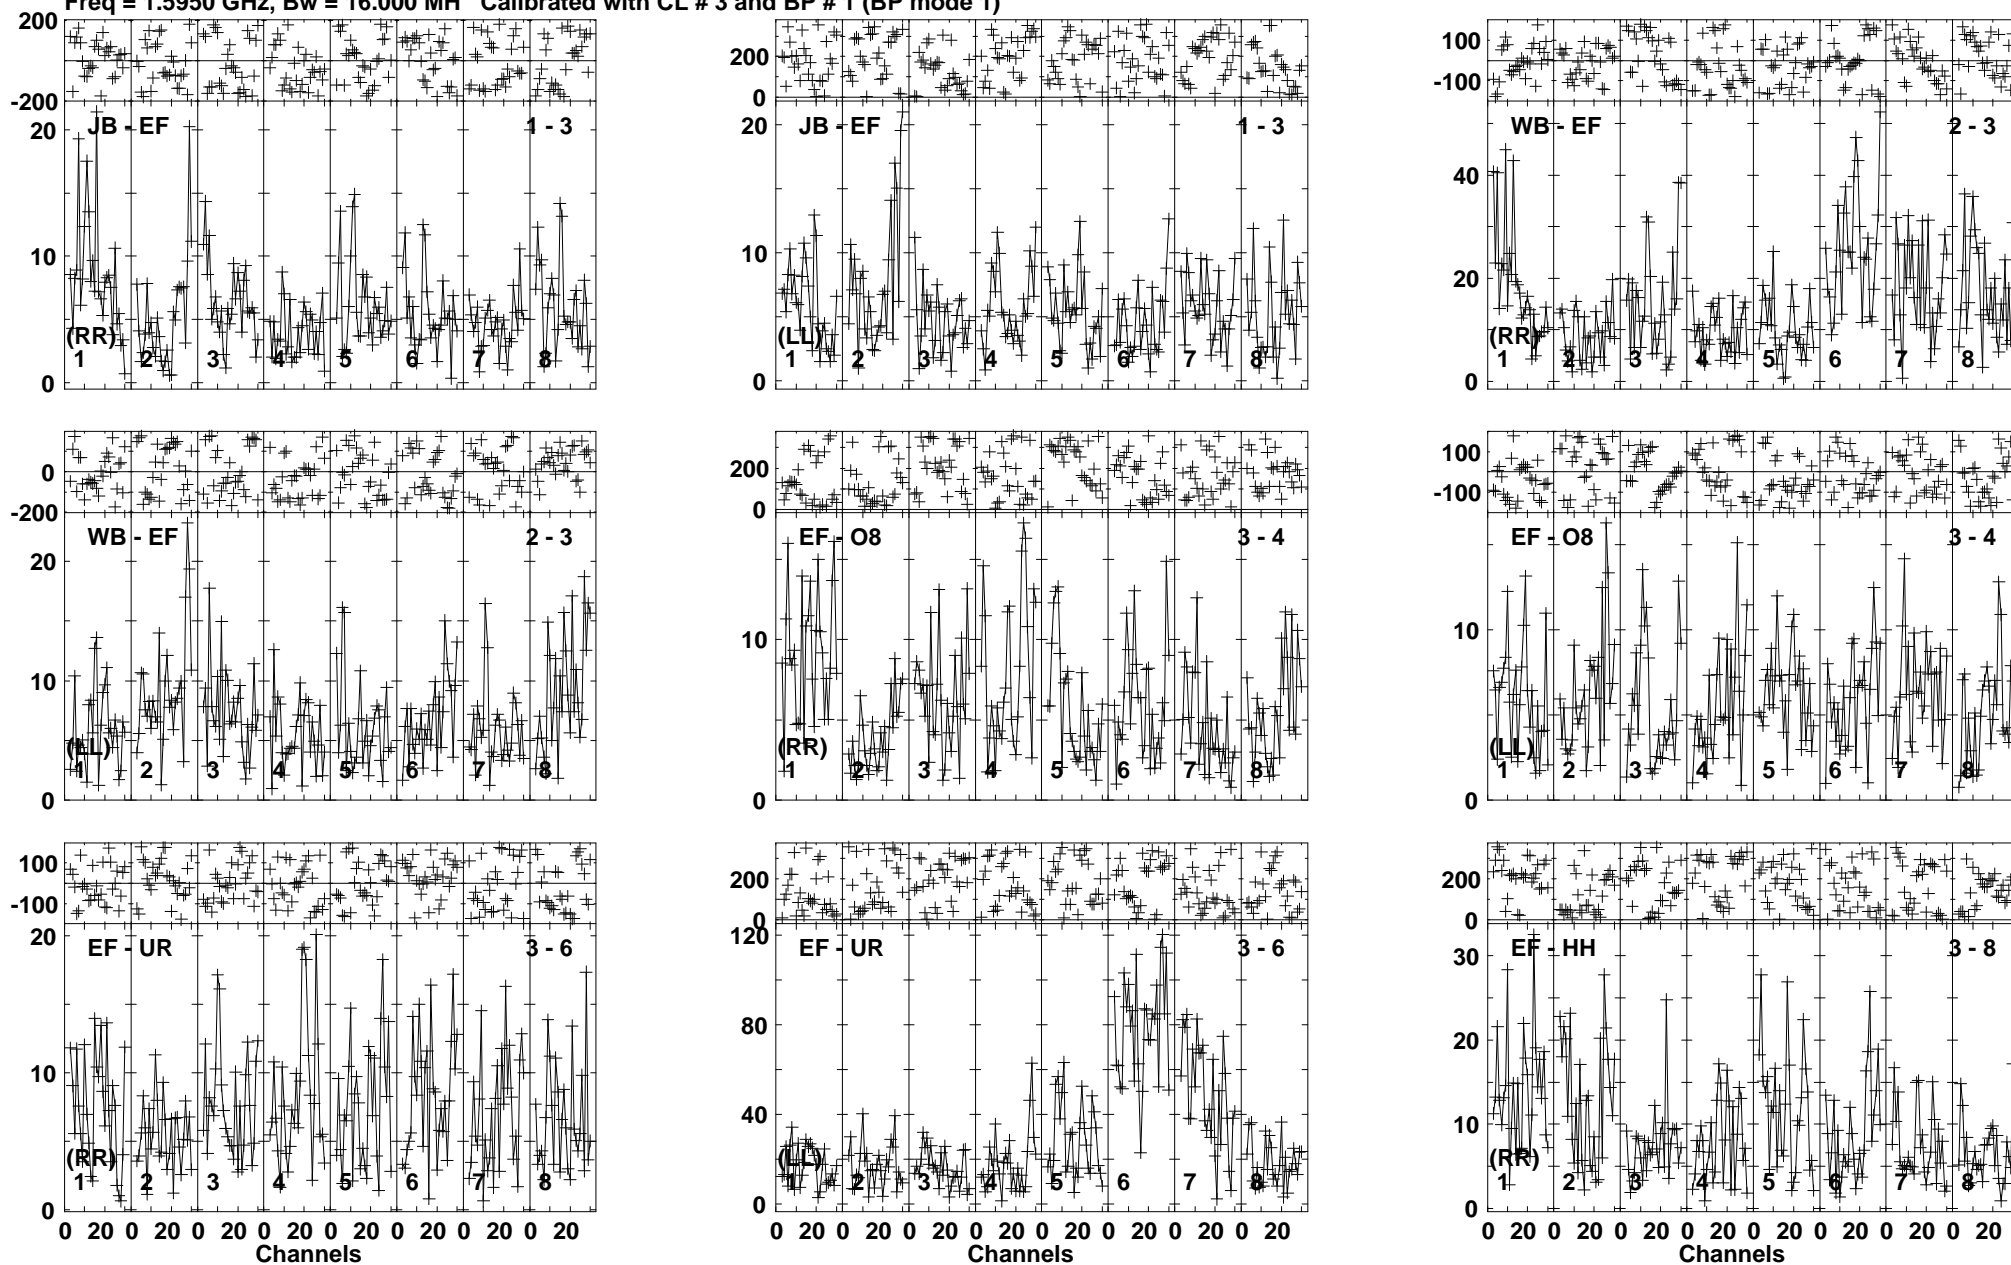 Freq = 1.5950 GHz, Bw = 16.000 MH Calibrated with CL # 3 and BP # 1 (BP mode 1)
200 200 100
0 -100
-200
20 JB - EF 1 - 3 20 JB - EF 1 - 3 WB - EF 2 - 3
40
10 10 20
(RR) (LL) (RR)
1 2 3 4 5 6 7 8 1 2 3 4 5 6 7 8 1 2 3 4 5 6 7 8
0 0 0
0 200 100
-200 0 -100
WB - EF 2 - 3 EF - O8 3 - 4 EF - O8 3 - 4
20
10 10 10
(LL) (RR) (LL)
1 2 3 4 5 6 7 8 1 2 3 4 5 6 7 8 1 2 3 4 5 6 7 8
0 0 0
100 200 200
-100 0 0
20 EF - UR 3 - 6 120 EF - UR 3 - 6 30 EF - HH 3 - 8
80 20
10 40 10
(RR) (LL) (RR)
1 2 3 4 5 6 7 8 1 2 3 4 5 6 7 8 1 2 3 4 5 6 7 8
0 0 0
0 20 0 20 0 20 0 20 0 20 0 20 0 20 0 20 0 20 0 20 0 20 0 20 0 20 0 20 0 20 0 20 0 20 0 20 0 20 0 20 0 20 0 20 0 20 0 20
Channels Channels Channels